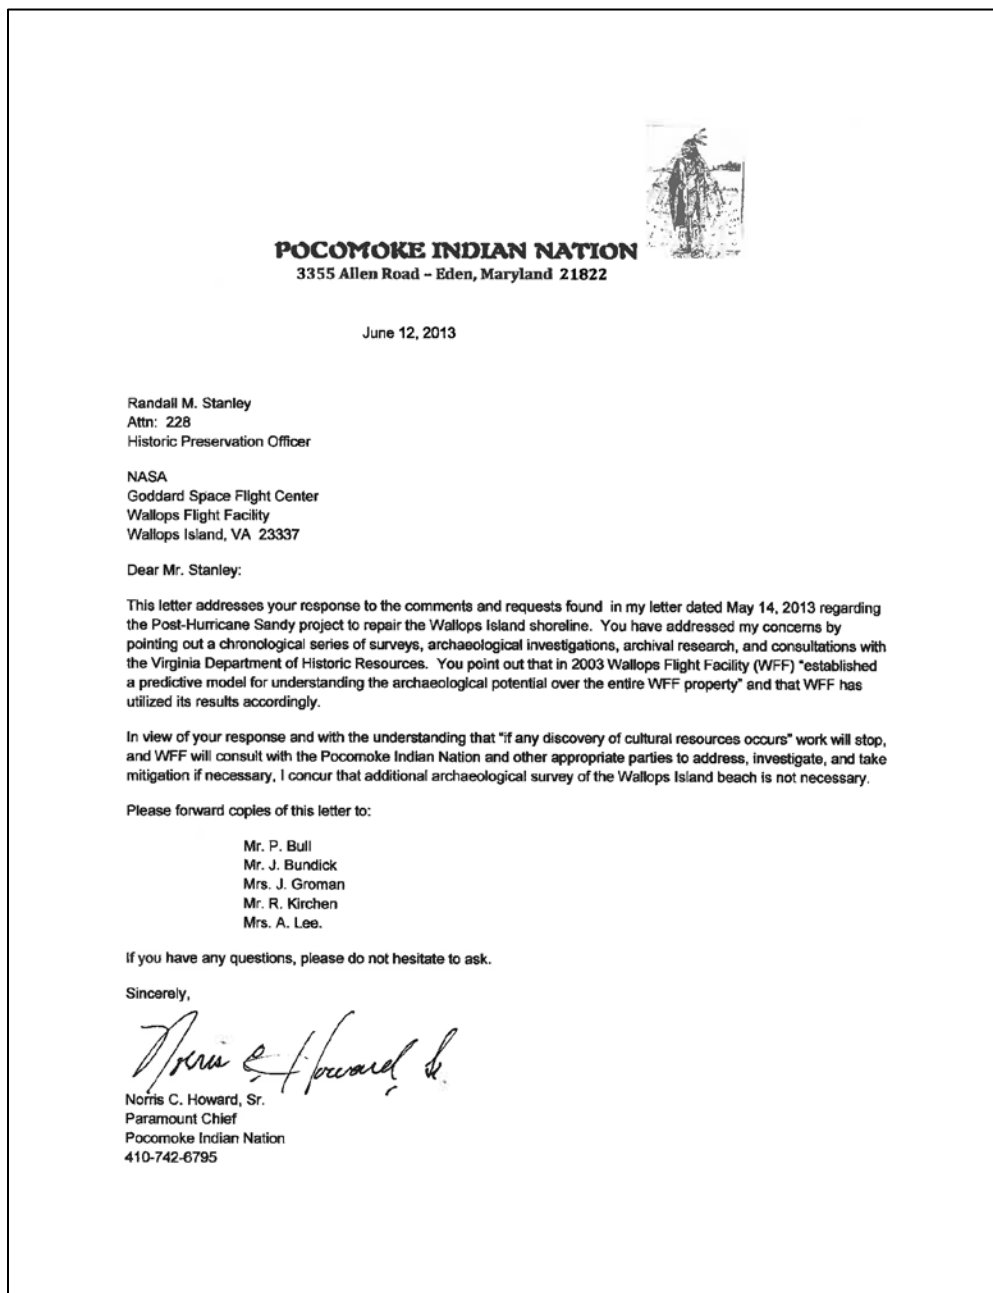 POCOMOKE INDIAN NATION
3355 Allen Road – Eden, Maryland 21822
June 12, 2013
Randall M. Stanley
Attn: 228
Historic Preservation Officer
NASA
Goddard Space Flight Center
Wallops Flight Facility
Wallops Island, VA 23337
Dear Mr. Stanley:
This letter addresses your response to the comments and requests found in my letter dated May 14, 2013 regarding
the Post-Hurricane Sandy project to repair the Wallops Island shoreline. You have addressed my concerns by
pointing out a chronological series of surveys, archaeological investigations, archival research, and consultations with
the Virginia Department of Historic Resources. You point out that in 2003 Wallops Flight Facility (WFF) "established
a predictive model for understanding the archaeological potential over the entire WFF property" and that WFF has
utilized its results accordingly.
In view of your response and with the understanding that "if any discovery of cultural resources occurs" work will stop,
and WFF will consult with the Pocomoke Indian Nation and other appropriate parties to address, investigate, and take
mitigation if necessary, I concur that additional archaeological survey of the Wallops Island beach is not necessary.
Please forward copies of this letter to:
Mr. P. Bull
Mr. J. Bundick
Mrs. J. Groman
Mr. R. Kirchen
Mrs. A. Lee.
If you have any questions, please do not hesitate to ask.
Sincerely,
Norris C. Howard Sr.
Norris C. Howard, Sr.
Paramount Chief
Pocomoke Indian Nation
410-742-6795